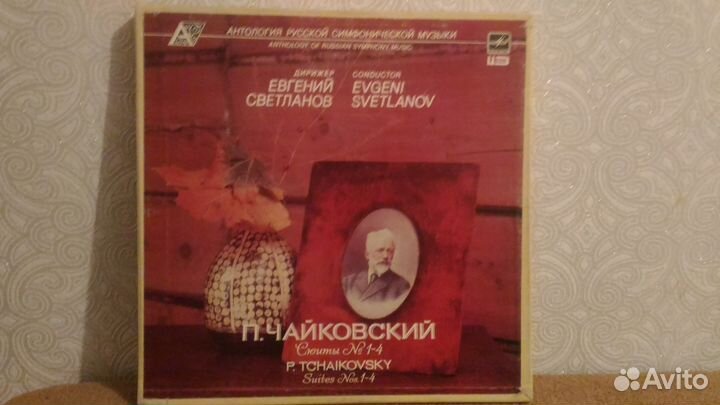 АНТОЛОГИЯ РУССКОЙ СИМФОНИЧЕСКОЙ МУЗЫКИ
ANTHOLOGY OF RUSSIAN SYMPHONY MUSIC
ДИРИЖЕР
ЕВГЕНИЙ
СВЕТЛАНОВ
CONDUCTOR
EVGENI
SVETLANOV
П. ЧАЙКОВСКИЙ
Сюиты № 1-4
P. TCHAIKOVSKY
Suites Nos. 1-4
Avito